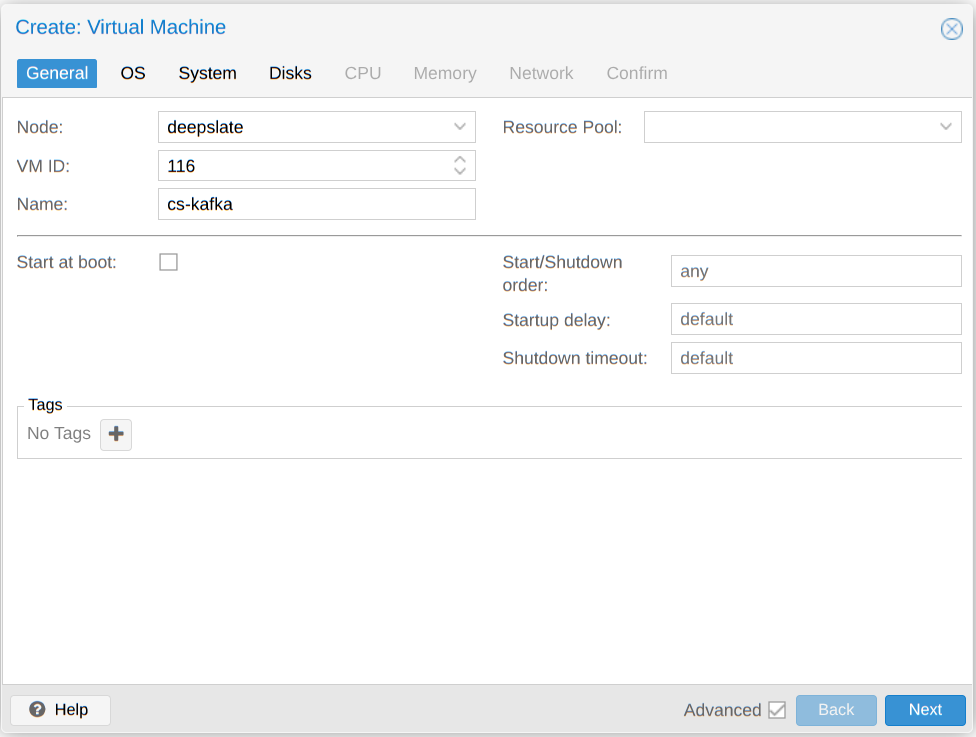 Create: Virtual Machine
General OS System Disks CPU Memory Network Confirm
Node: deepslate Resource Pool:
VM ID: 116
Name: cs-kafka
Start at boot: Start/Shutdown
order: any
Startup delay: default
Shutdown timeout: default
Tags
No Tags
Help Advanced Back Next